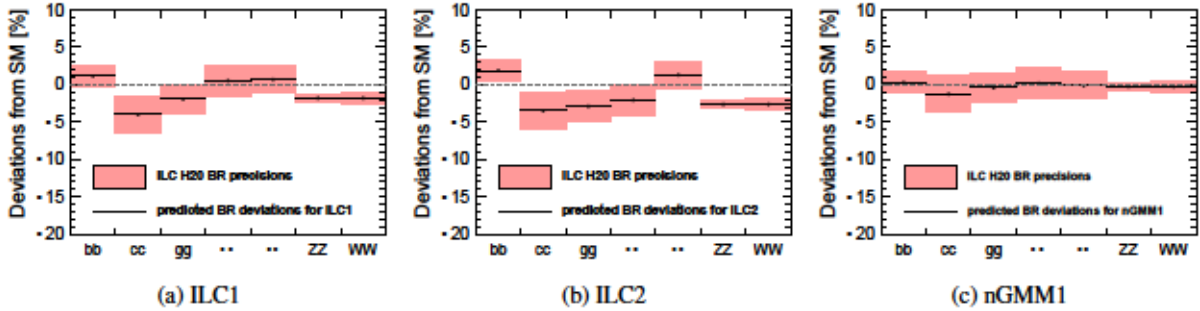 Deviations from SM [%]
10
5
0
-5
-10
-15
-20
ILC H20 BR precisions
predicted BR deviations for ILC1
bb cc gg ZZ WW
(a) ILC1
Deviations from SM [%]
10
5
0
-5
-10
-15
-20
ILC H20 BR precisions
predicted BR deviations for ILC2
bb cc gg ZZ WW
(b) ILC2
Deviations from SM [%]
10
5
0
-5
-10
-15
-20
ILC H20 BR precisions
predicted BR deviations for nGMM1
bb cc gg ZZ WW
(c) nGMM1